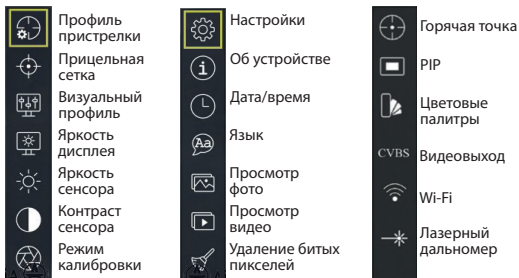 Профиль
пристрелки
Прицельная
сетка
Визуальный
профиль
Яркость
дисплея
Яркость
сенсора
Контраст
сенсора
Режим
калибровки
Настройки
Об устройстве
Дата/время
Aa
Язык
Просмотр
фото
Просмотр
видео
Удаление битых
пикселей
Горячая точка
PIP
Цветовые
палитры
CVBS
Видеовыход
Wi-Fi
Лазерный
дальномер